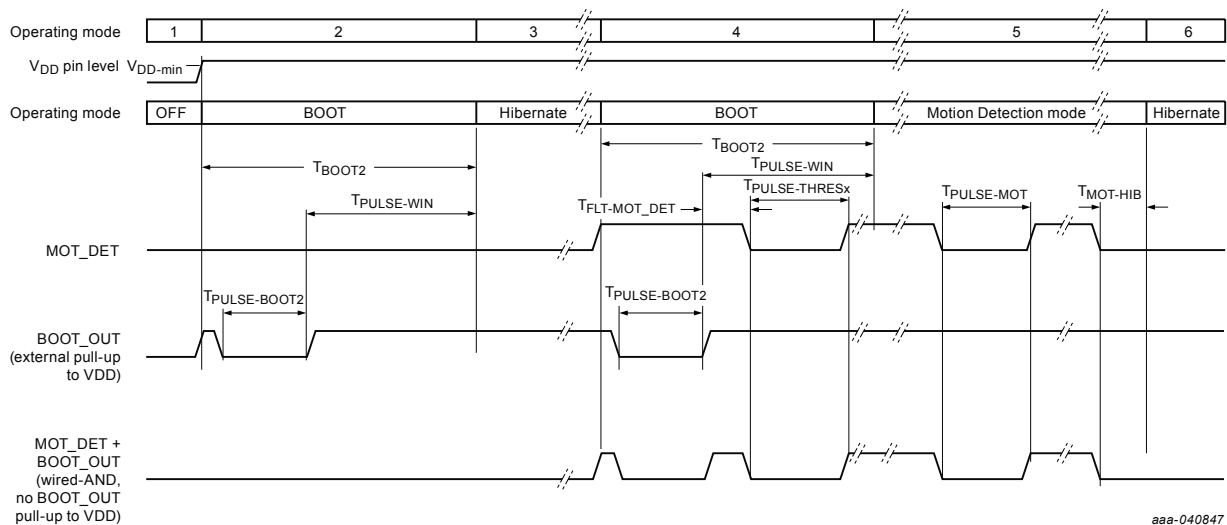 Operating mode 1 2 3 4 5 6
VDD pin level VDD-min
Operating mode OFF BOOT Hibernate BOOT Motion Detection mode Hibernate
TBOOT2 TBOOT2
TPULSE-WIN TPULSE-WIN
TFLT-MOT_DET TPULSE-THRESx TPULSE-MOT TMOT-HIB
MOT_DET
TPULSE-BOOT2 TPULSE-BOOT2
BOOT_OUT
(external pull-up
to VDD)
MOT_DET +
BOOT_OUT
(wired-AND,
no BOOT_OUT
pull-up to VDD)
aaa-040847